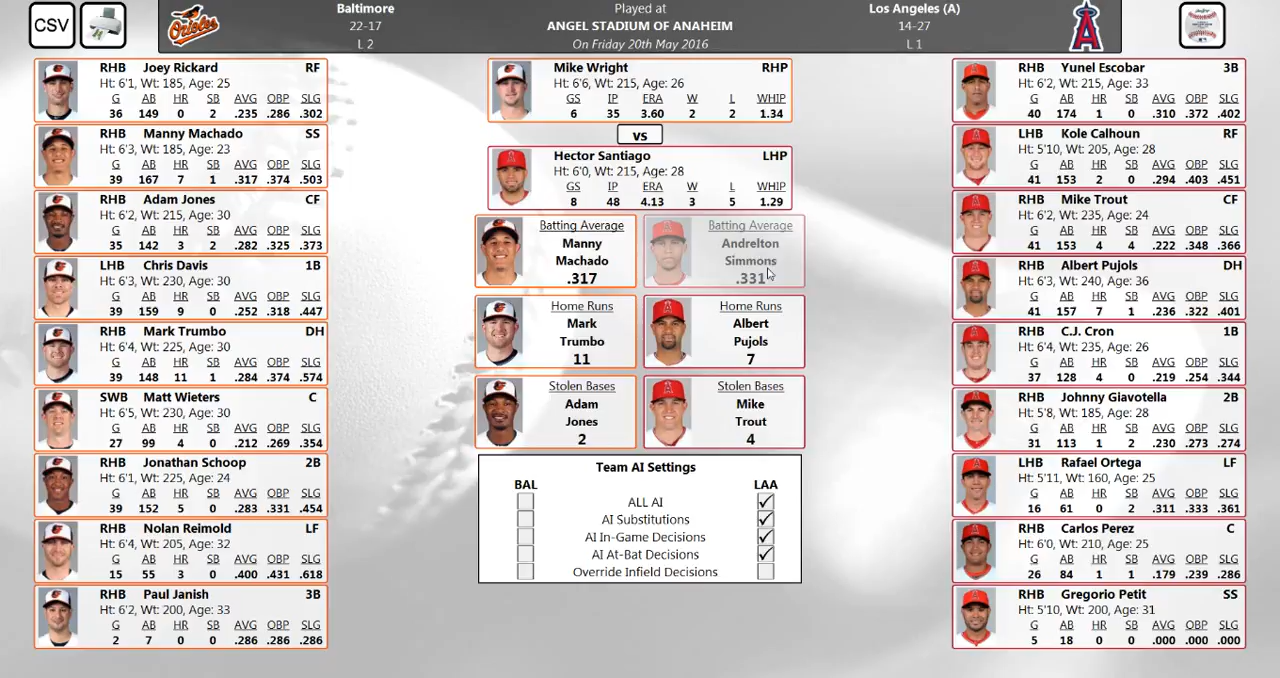 CSV
Orioles
Baltimore
22-17
L 2
Played at
ANGEL STADIUM OF ANAHEIM
On Friday 20th May 2016
Los Angeles (A)
14-27
L 1
RHB Joey Rickard RF
Ht: 6'1, Wt: 185, Age: 25
G AB HR SB AVG OBP SLG
36 149 0 2 .235 .286 .302
RHB Manny Machado SS
Ht: 6'3, Wt: 185, Age: 23
G AB HR SB AVG OBP SLG
39 167 7 1 .317 .374 .503
RHB Adam Jones CF
Ht: 6'2, Wt: 215, Age: 30
G AB HR SB AVG OBP SLG
35 142 3 2 .282 .325 .373
LHB Chris Davis 1B
Ht: 6'3, Wt: 230, Age: 30
G AB HR SB AVG OBP SLG
39 159 9 0 .252 .318 .447
RHB Mark Trumbo DH
Ht: 6'4, Wt: 225, Age: 30
G AB HR SB AVG OBP SLG
39 148 11 1 .284 .374 .574
SWB Matt Wieters C
Ht: 6'5, Wt: 230, Age: 30
G AB HR SB AVG OBP SLG
27 99 4 0 .212 .269 .354
RHB Jonathan Schoop 2B
Ht: 6'1, Wt: 225, Age: 24
G AB HR SB AVG OBP SLG
39 152 5 0 .283 .331 .454
RHB Nolan Reimold LF
Ht: 6'4, Wt: 205, Age: 32
G AB HR SB AVG OBP SLG
15 55 3 0 .400 .431 .618
RHB Paul Janish 3B
Ht: 6'2, Wt: 200, Age: 33
G AB HR SB AVG OBP SLG
2 7 0 0 .286 .286 .286
Mike Wright RHP
Ht: 6'6, Wt: 215, Age: 26
GS IP ERA W L WHIP
6 35 3.60 2 2 1.34
vs
Hector Santiago LHP
Ht: 6'0, Wt: 215, Age: 28
GS IP ERA W L WHIP
8 48 4.13 3 5 1.29
Batting Average
Manny
Machado
.317
Batting Average
Andrelton
Simmons
.331
Home Runs
Mark
Trumbo
11
Home Runs
Albert
Pujols
7
Stolen Bases
Adam
Jones
2
Stolen Bases
Mike
Trout
4
Team AI Settings
BAL LAA
ALL AI
AI Substitutions
AI In-Game Decisions
AI At-Bat Decisions
Override Infield Decisions
RHB Yunel Escobar 3B
Ht: 6'2, Wt: 215, Age: 33
G AB HR SB AVG OBP SLG
40 174 1 0 .310 .372 .402
LHB Kole Calhoun RF
Ht: 5'10, Wt: 205, Age: 28
G AB HR SB AVG OBP SLG
41 153 2 0 .294 .403 .451
RHB Mike Trout CF
Ht: 6'2, Wt: 235, Age: 24
G AB HR SB AVG OBP SLG
41 153 4 4 .222 .348 .366
RHB Albert Pujols DH
Ht: 6'3, Wt: 240, Age: 36
G AB HR SB AVG OBP SLG
41 157 7 1 .236 .322 .401
RHB C.J. Cron 1B
Ht: 6'4, Wt: 235, Age: 26
G AB HR SB AVG OBP SLG
37 128 4 0 .219 .254 .344
RHB Johnny Giavotella 2B
Ht: 5'8, Wt: 185, Age: 28
G AB HR SB AVG OBP SLG
31 113 1 2 .230 .273 .274
LHB Rafael Ortega LF
Ht: 5'11, Wt: 160, Age: 25
G AB HR SB AVG OBP SLG
16 61 0 2 .311 .333 .361
RHB Carlos Perez C
Ht: 6'0, Wt: 210, Age: 25
G AB HR SB AVG OBP SLG
26 84 1 1 .179 .239 .286
RHB Gregorio Petit SS
Ht: 5'10, Wt: 200, Age: 31
G AB HR SB AVG OBP SLG
5 18 0 0 .000 .000 .000